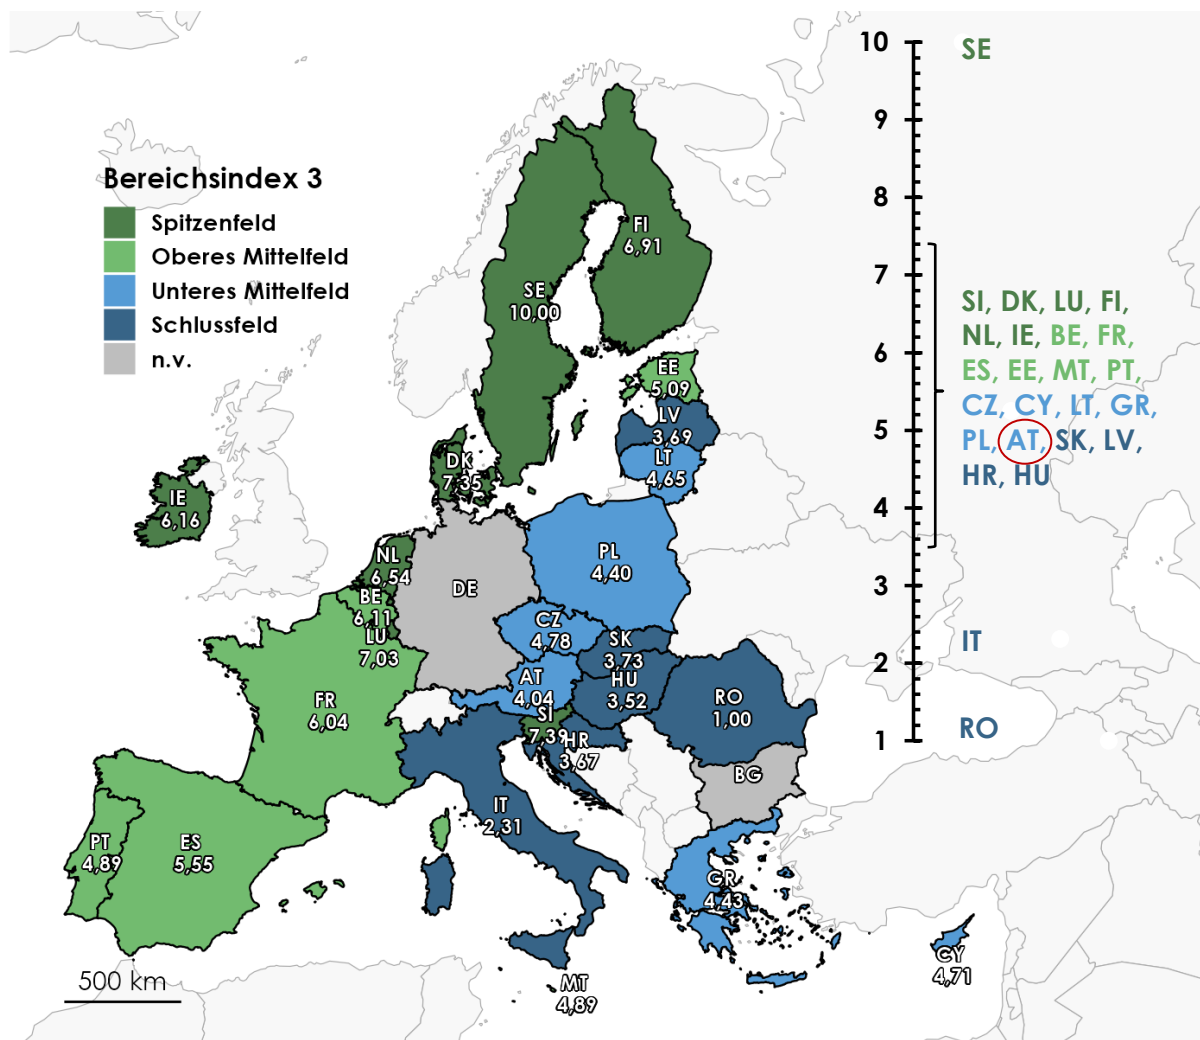 Bereichsindex 3
Spitzenfeld
Oberes Mittelfeld
Unteres Mittelfeld
Schlussfeld
n.v.
FI
6,91
SE
10,00
EE
5,09
LV
3,69
LT
4,65
DK
7,35
IE
6,16
NL
6,54
BE
6,11
LU
7,03
DE
PL
4,40
CZ
4,78
SK
3,73
AT
4,04
HU
3,52
SI
7,39
HR
3,67
RO
1,00
BG
FR
6,04
IT
2,31
PT
4,89
ES
5,55
GR
4,43
CY
4,71
MT
4,89
500 km
10
9
8
7
6
5
4
3
2
1
SE
SI, DK, LU, FI,
NL, IE, BE, FR,
ES, EE, MT, PT,
CZ, CY, LT, GR,
PL, AT, SK, LV,
HR, HU
IT
RO